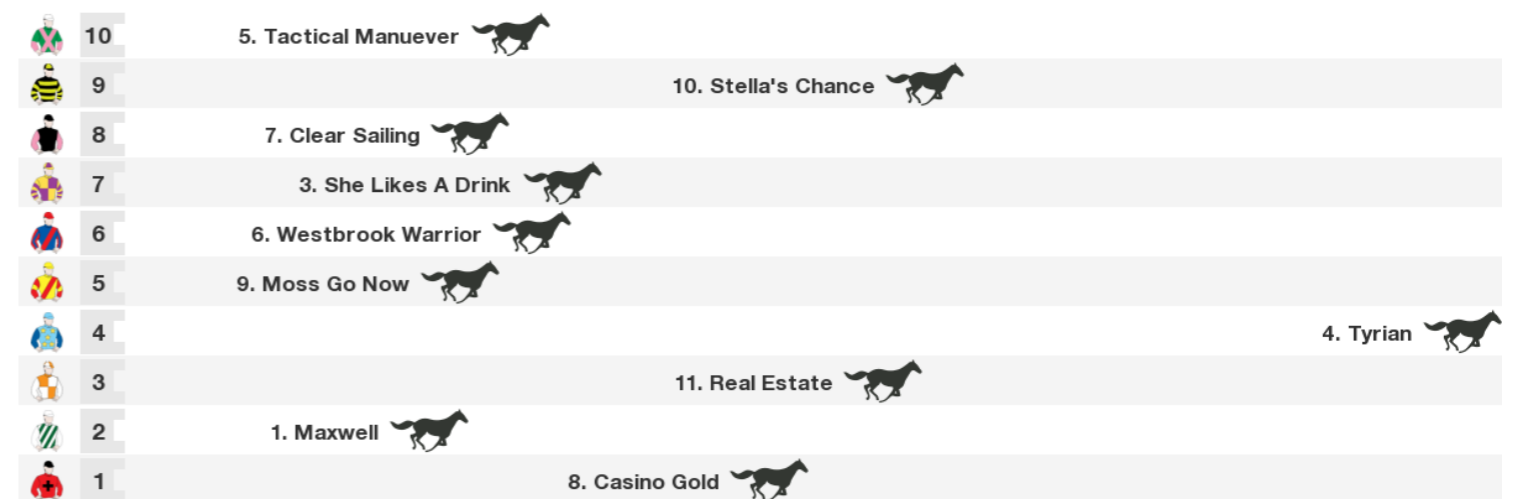 10 5. Tactical Manuever
9 10. Stella's Chance
8 7. Clear Sailing
7 3. She Likes A Drink
6 6. Westbrook Warrior
5 9. Moss Go Now
4 4. Tyrian
3 11. Real Estate
2 1. Maxwell
1 8. Casino Gold